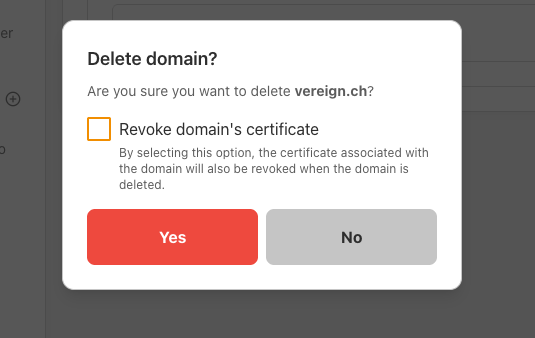 er
Delete domain?
Are you sure you want to delete vereign.ch?
Revoke domain's certificate
By selecting this option, the certificate associated with
the domain will also be revoked when the domain is
deleted.
Yes
No